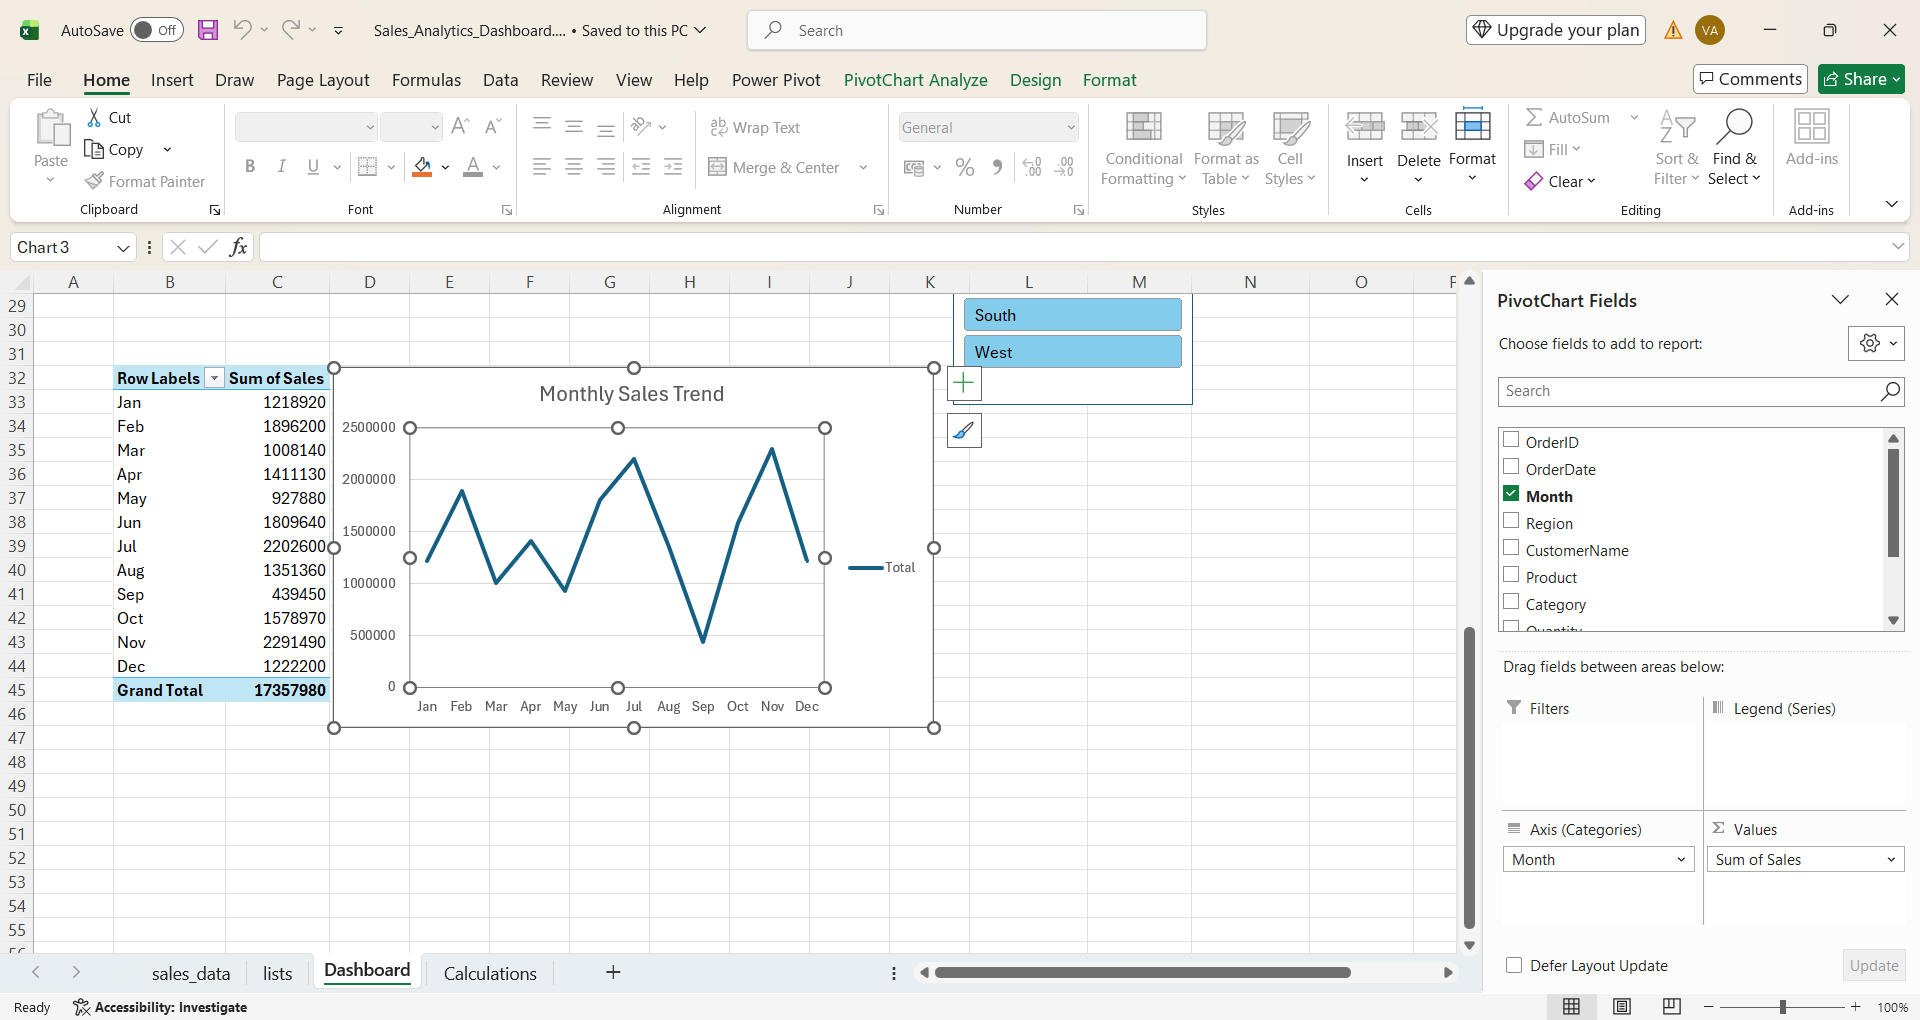 AutoSave Off Sales_Analytics_Dashboard.... • Saved to this PC Search Upgrade your plan VA
File Home Insert Draw Page Layout Formulas Data Review View Help Power Pivot PivotChart Analyze Design Format Comments Share
Paste
Cut
Copy
Format Painter
Clipboard
B I U A
Font
ab Wrap Text
Merge & Center
Alignment
General
% 9 .00 .00
Number
Conditional Formatting
Format as Table
Cell Styles
Styles
Insert
Delete
Format
Cells
AutoSum
Fill
Clear
Sort & Filter
Find & Select
Editing
Add-ins
Add-ins
Chart 3 fx
A B C D E F G H I J K L M N O
29
30
31
32 Row Labels Sum of Sales
33 Jan 1218920
34 Feb 1896200
35 Mar 1008140
36 Apr 1411130
37 May 927880
38 Jun 1809640
39 Jul 2202600
40 Aug 1351360
41 Sep 439450
42 Oct 1578970
43 Nov 2291490
44 Dec 1222200
45 Grand Total 17357980
46
47
48
49
50
51
52
53
54
55
South
West
Monthly Sales Trend
2500000
2000000
1500000
1000000
500000
0
Jan Feb Mar Apr May Jun Jul Aug Sep Oct Nov Dec
Total
PivotChart Fields
Choose fields to add to report:
Search
OrderID
OrderDate
Month
Region
CustomerName
Product
Category
Quantity
Drag fields between areas below:
Filters
Legend (Series)
Axis (Categories)
Month
Values
Sum of Sales
Defer Layout Update Update
sales_data lists Dashboard Calculations
Ready Accessibility: Investigate 100%